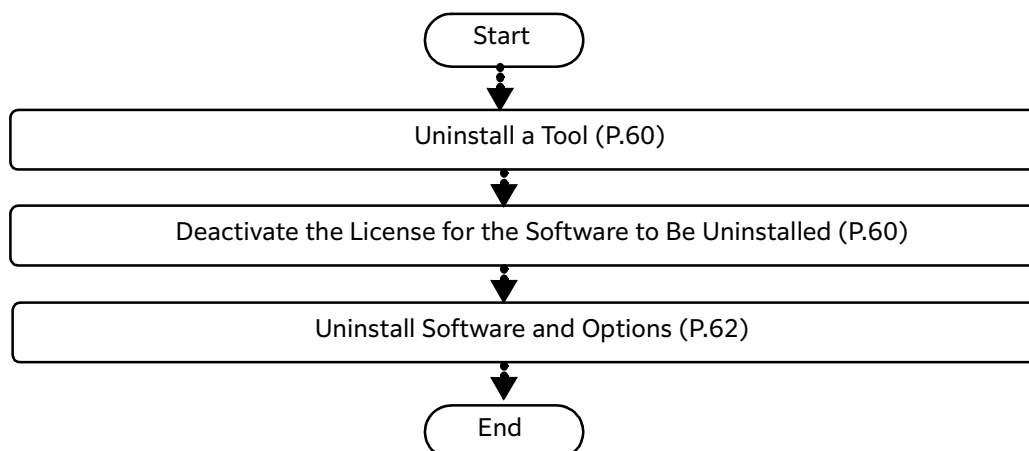 Start
Uninstall a Tool (P.60)
Deactivate the License for the Software to Be Uninstalled (P.60)
Uninstall Software and Options (P.62)
End